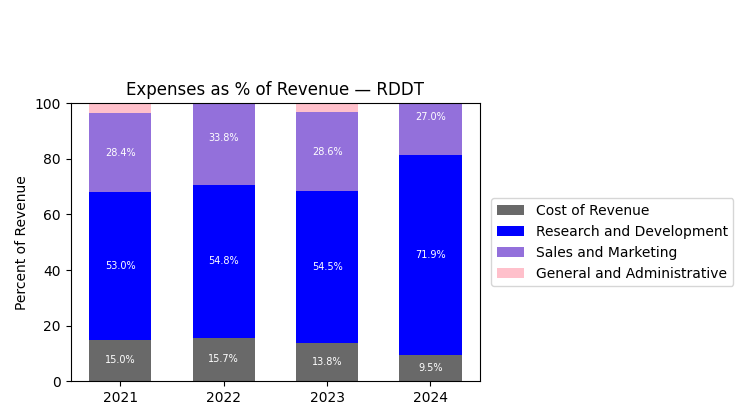 Expenses as % of Revenue — RDDT
100
80
60
40
20
0
Percent of Revenue
28.4%
53.0%
15.0%
33.8%
54.8%
15.7%
28.6%
54.5%
13.8%
27.0%
71.9%
9.5%
2021 2022 2023 2024
Cost of Revenue
Research and Development
Sales and Marketing
General and Administrative